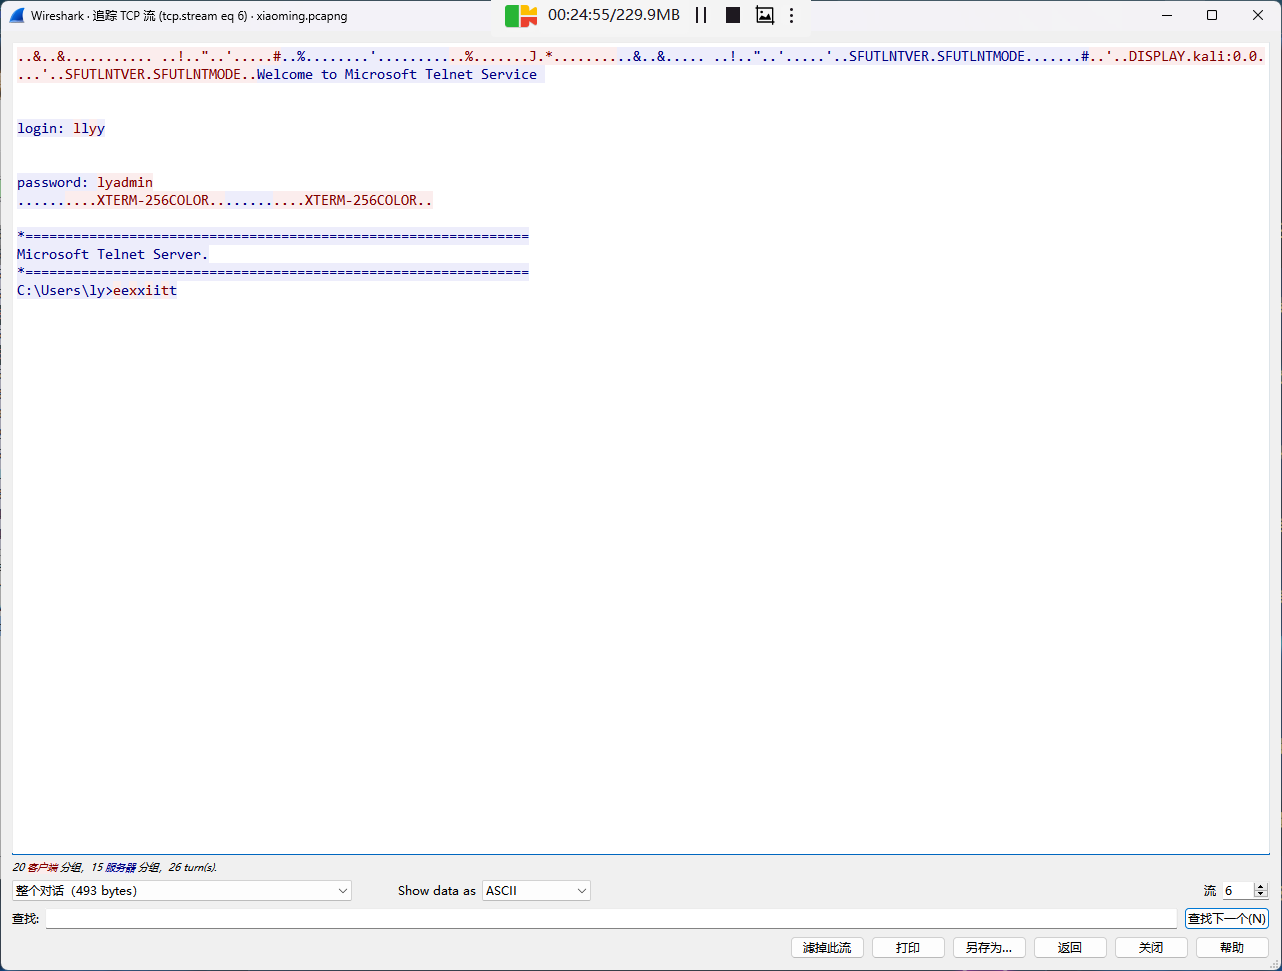 Wireshark · 追踪 TCP 流 (tcp.stream eq 6) · xiaoming.pcapng
00:24:55/229.9MB
..&..&........... ..!.."..'.....#..%........'...........%.......J.*..........&..&..... ..!.."..'.....'..SFUTLNTVER.SFUTLNTMODE.......#..'..DISPLAY.kali:0.0.
...'..SFUTLNTVER.SFUTLNTMODE..Welcome to Microsoft Telnet Service
login: llyy
password: lyadmin
..........XTERM-256COLOR............XTERM-256COLOR..
*===============================================================
Microsoft Telnet Server.
*===============================================================
C:\Users\ly>eexxiitt
20 客户端 分组，15 服务器 分组，26 turn(s).
整个对话（493 bytes） Show data as ASCII 流 6
查找: 查找下一个(N)
滤掉此流 打印 另存为… 返回 关闭 帮助